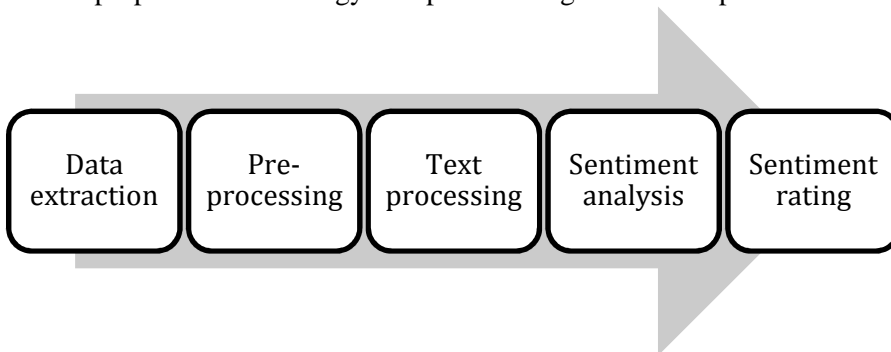 Data
extraction
Pre-
processing
Text
processing
Sentiment
analysis
Sentiment
rating